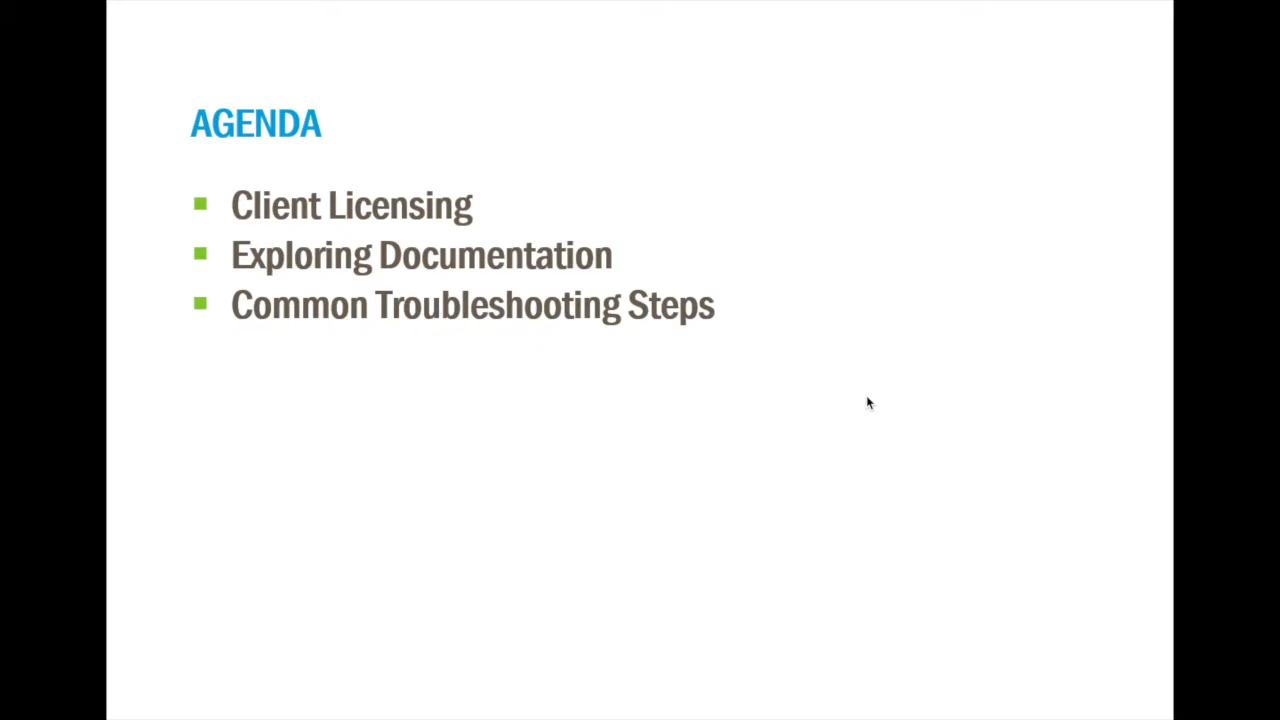 AGENDA
Client Licensing
Exploring Documentation
Common Troubleshooting Steps